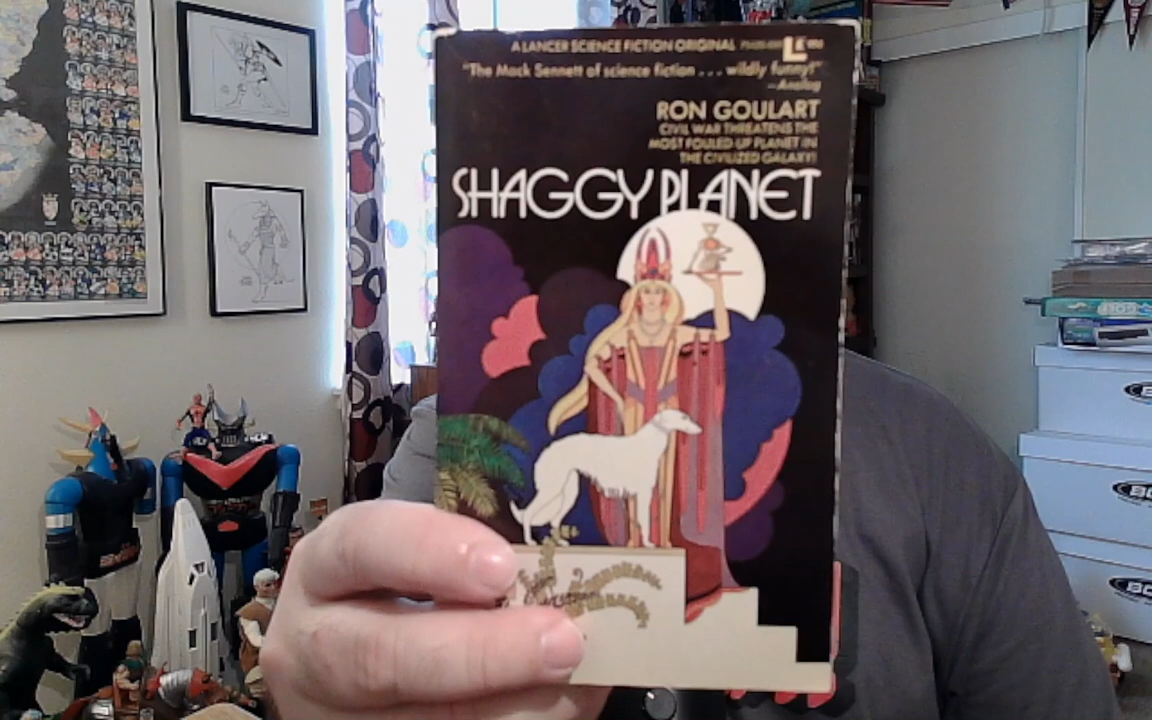 A LANCER SCIENCE FICTION ORIGINAL
LE
"The Mack Sennett of science fiction . . . wildly funny!"
—Analog
RON GOULART
CIVIL WAR THREATENS THE
MOST FOULED UP PLANET IN
THE CIVILIZED GALAXY!
SHAGGY PLANET